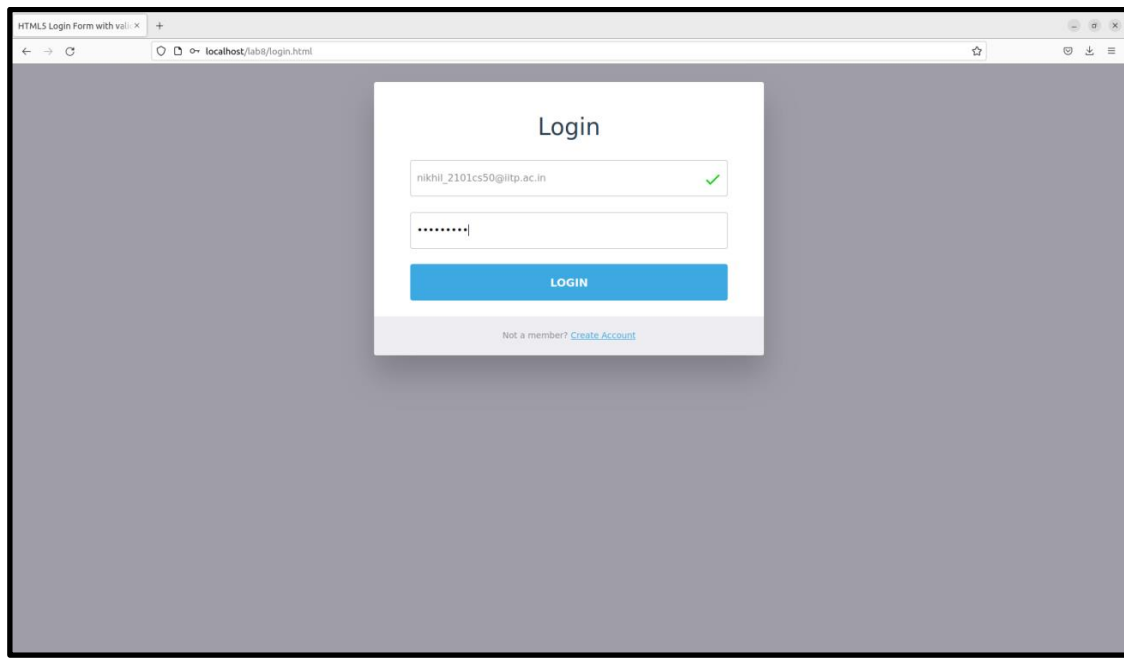 HTML5 Login Form with vali
localhost/lab8/login.html
Login
nikhil_2101cs50@iitp.ac.in
•••••••••
LOGIN
Not a member? Create Account